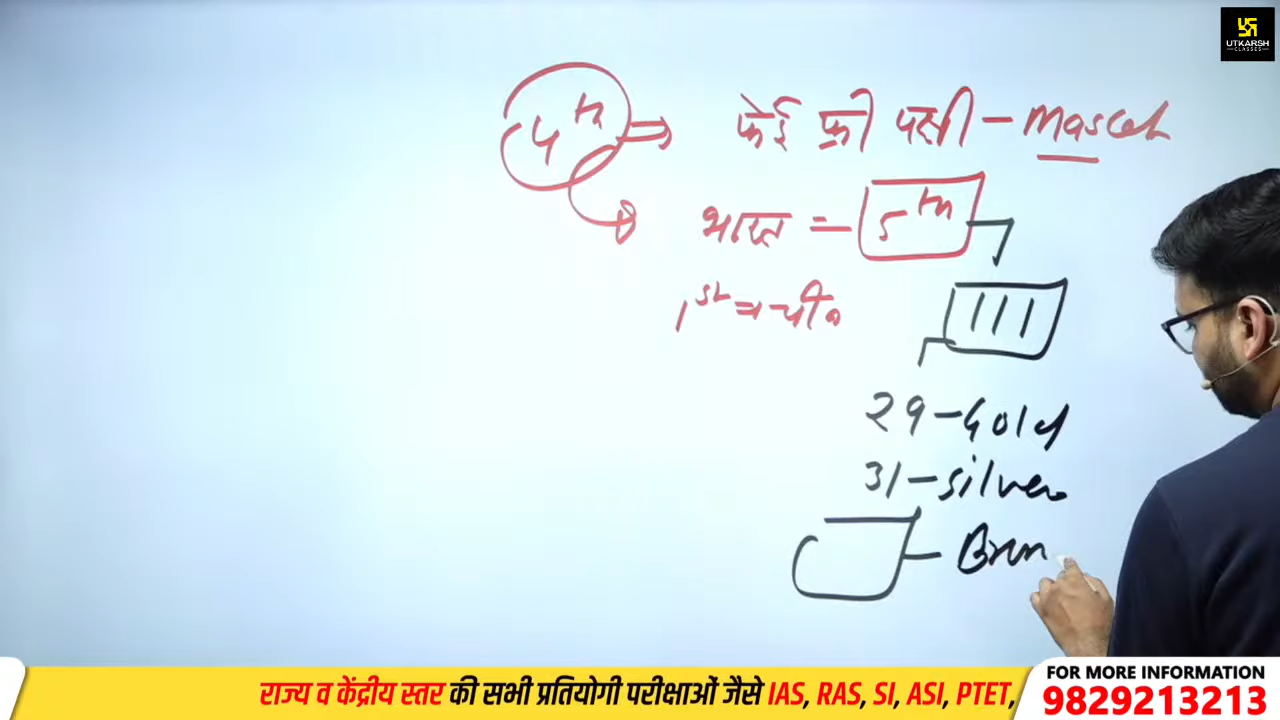 UTKARSH
CLASSES
4th ⇒ फेई फी पक्षी - Mascot
भारत = 5th
111
1st = चीन
29 - Gold
31 - Silver
- Bron
राज्य व केंद्रीय स्तर की सभी प्रतियोगी परीक्षाओं जैसे IAS, RAS, SI, ASI, PTET,
FOR MORE INFORMATION
9829213213